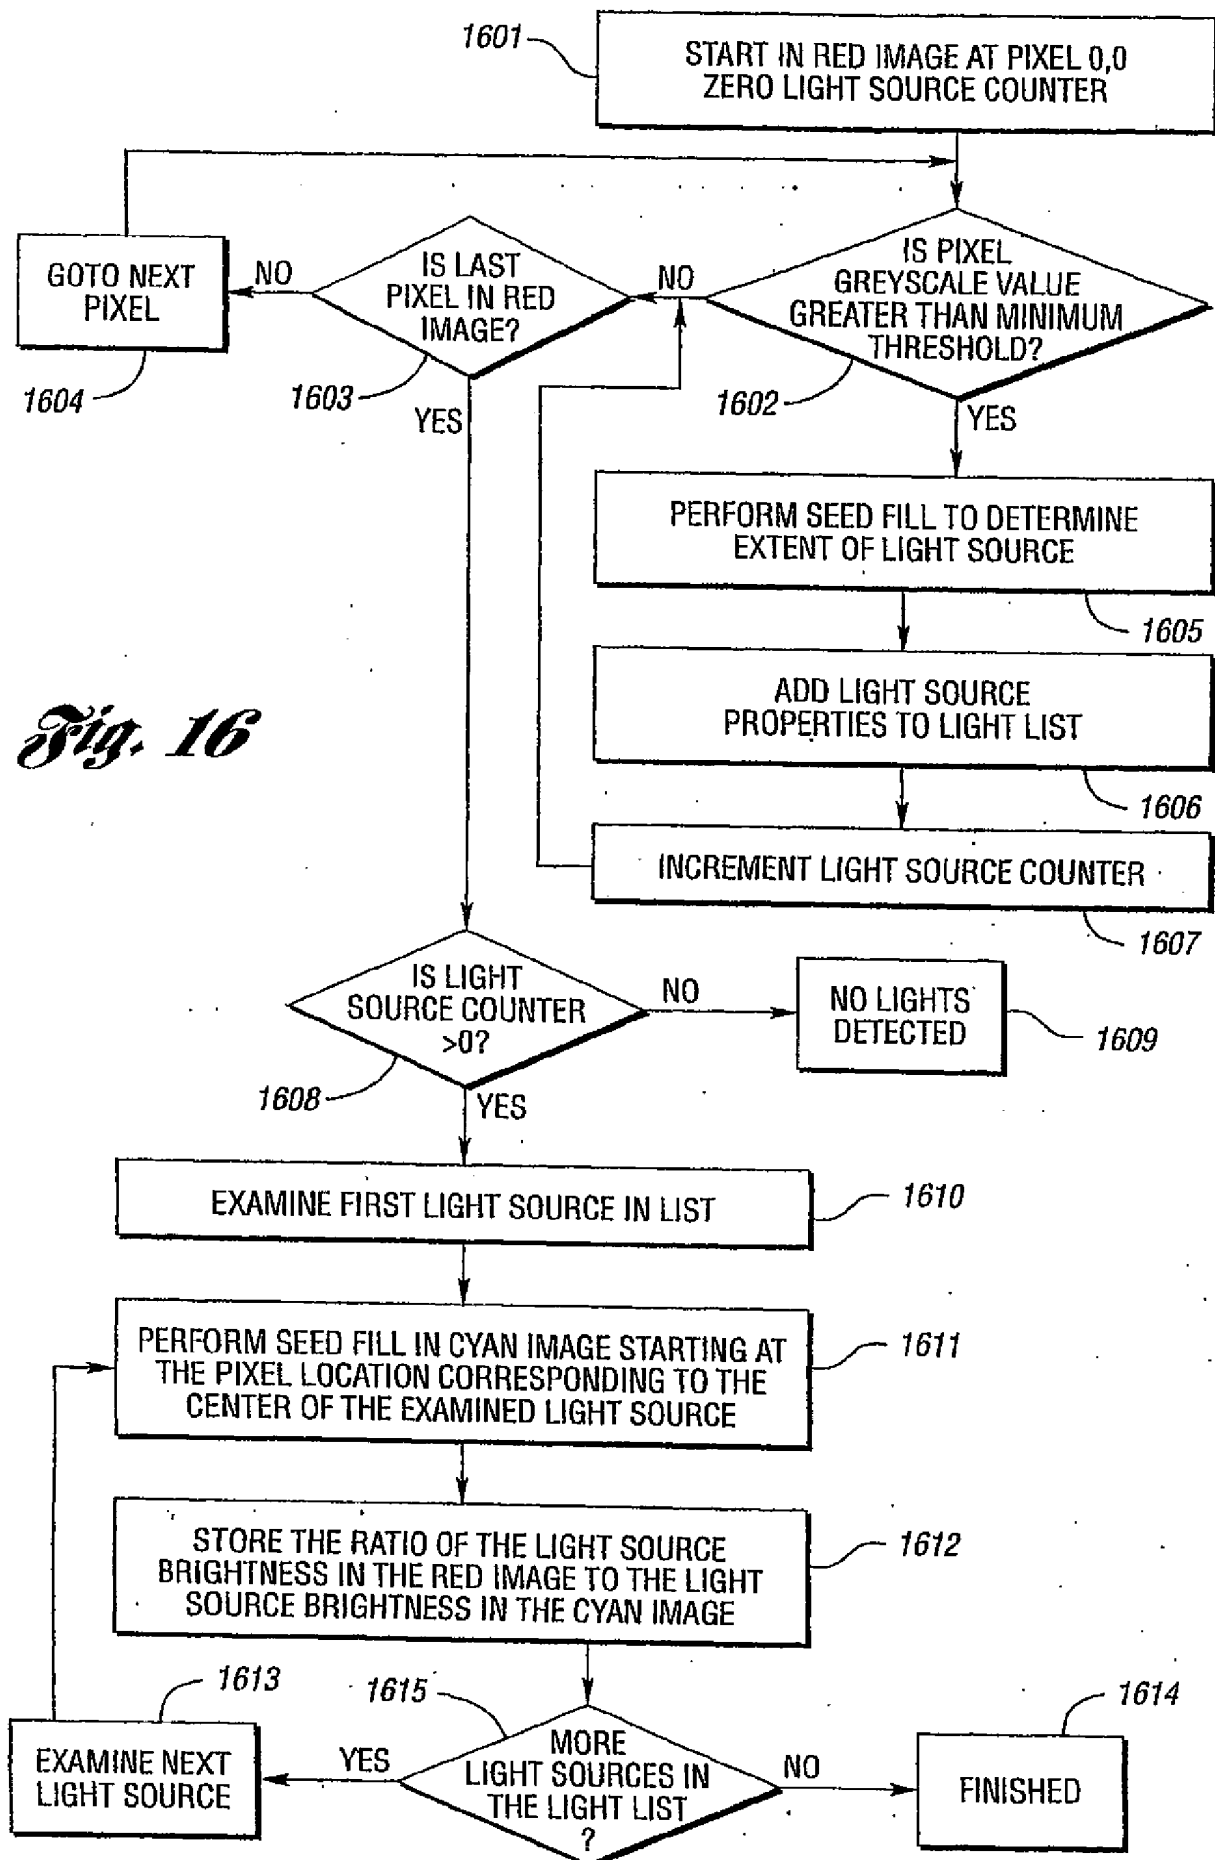 1601
START IN RED IMAGE AT PIXEL 0,0
ZERO LIGHT SOURCE COUNTER
GOTO NEXT
PIXEL
1604
NO
IS LAST
PIXEL IN RED
IMAGE?
1603
YES
NO
IS PIXEL
GREYSCALE VALUE
GREATER THAN MINIMUM
THRESHOLD?
1602
YES
PERFORM SEED FILL TO DETERMINE
EXTENT OF LIGHT SOURCE
1605
ADD LIGHT SOURCE
PROPERTIES TO LIGHT LIST
1606
Fig. 16
INCREMENT LIGHT SOURCE COUNTER
1607
IS LIGHT
SOURCE COUNTER
>0?
1608
NO
NO LIGHTS
DETECTED
1609
YES
EXAMINE FIRST LIGHT SOURCE IN LIST
1610
PERFORM SEED FILL IN CYAN IMAGE STARTING AT
THE PIXEL LOCATION CORRESPONDING TO THE
CENTER OF THE EXAMINED LIGHT SOURCE
1611
STORE THE RATIO OF THE LIGHT SOURCE
BRIGHTNESS IN THE RED IMAGE TO THE LIGHT
SOURCE BRIGHTNESS IN THE CYAN IMAGE
1612
1613
EXAMINE NEXT
LIGHT SOURCE
YES
1615
MORE
LIGHT SOURCES IN
THE LIGHT LIST
?
NO
1614
FINISHED